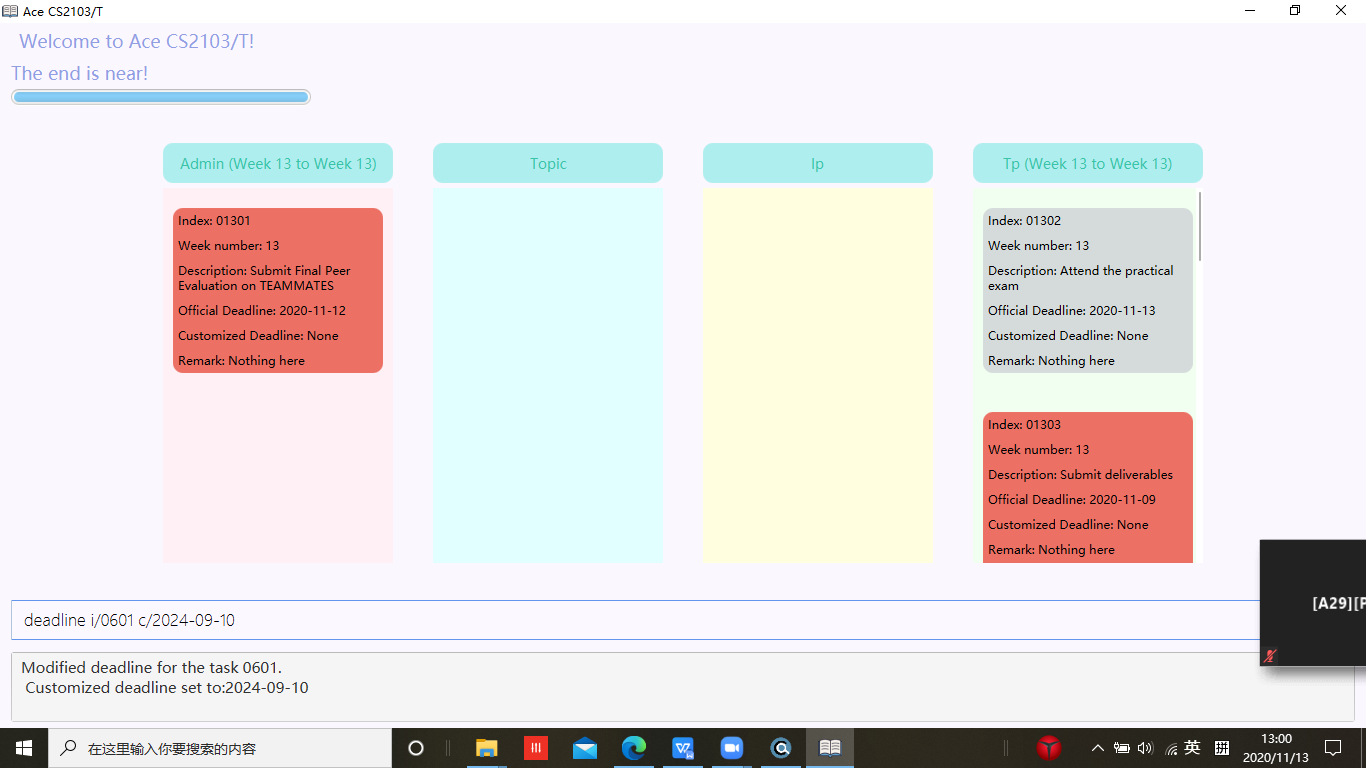 Ace CS2103/T
Welcome to Ace CS2103/T!
The end is near!
Admin (Week 13 to Week 13)
Index: 01301
Week number: 13
Description: Submit Final Peer
Evaluation on TEAMMATES
Official Deadline: 2020-11-12
Customized Deadline: None
Remark: Nothing here
Topic
Ip
Tp (Week 13 to Week 13)
Index: 01302
Week number: 13
Description: Attend the practical
exam
Official Deadline: 2020-11-13
Customized Deadline: None
Remark: Nothing here
Index: 01303
Week number: 13
Description: Submit deliverables
Official Deadline: 2020-11-09
Customized Deadline: None
Remark: Nothing here
[A29][P
deadline i/0601 c/2024-09-10
Modified deadline for the task 0601.
Customized deadline set to:2024-09-10
在这里输入你要搜索的内容
英
拼
13:00
2020/11/13